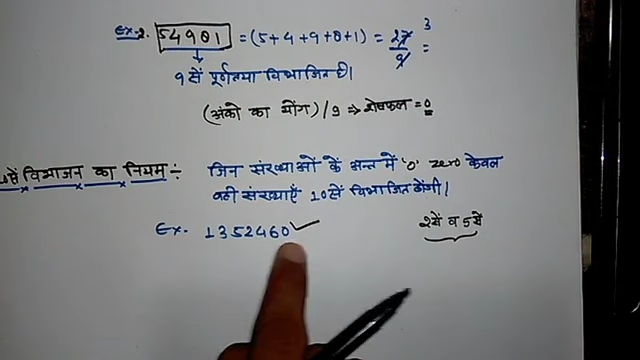 Ex-2. 54901 = (5+4+9+8+1) = 27/9 = 3
9 से पूर्णतया विभाजित है।
(अंकों का योग) / 9 => शेषफल = 0
से विभाजन का नियम ÷ जिन संख्याओं के अन्त में '0' zero केवल
वही संख्याएँ 10 से विभाजित होंगी।
Ex. 1352460 ✓
2 से व 5 से